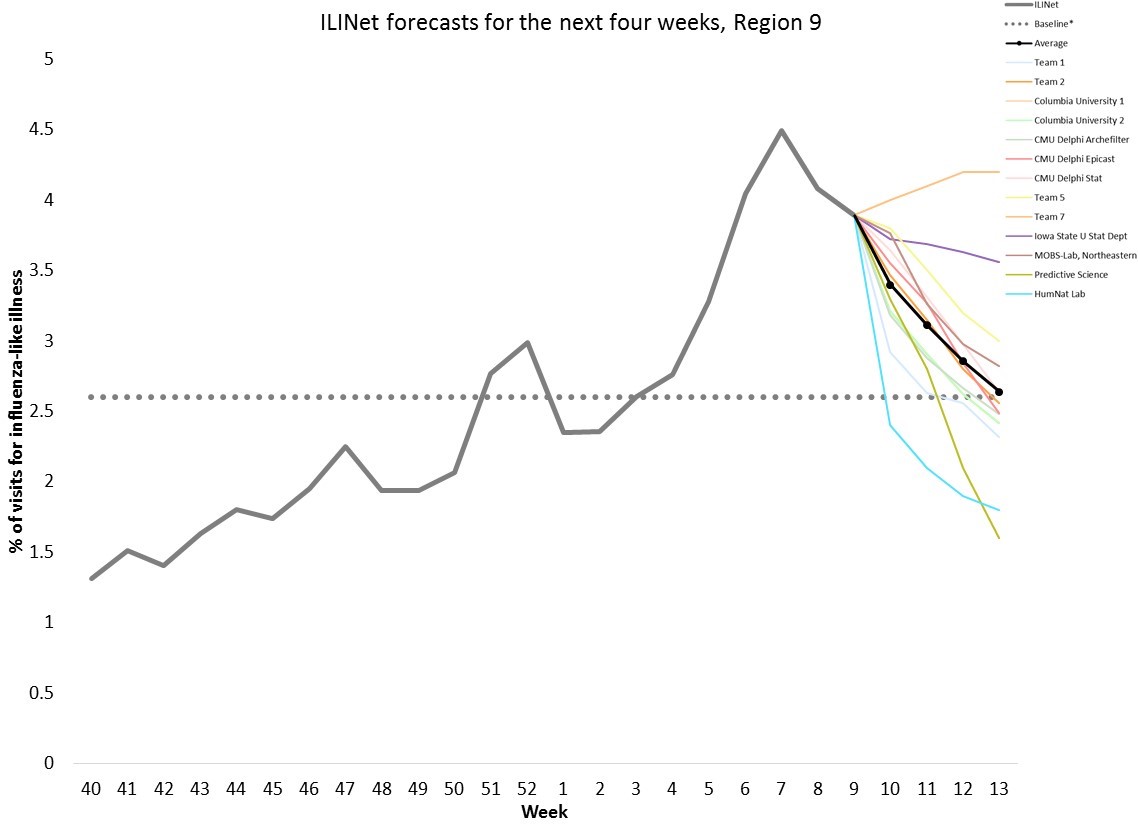 ILINet forecasts for the next four weeks, Region 9
ILINet
Baseline*
Average
Team 1
Team 2
Columbia University 1
Columbia University 2
CMU Delphi Archefilter
CMU Delphi Epicast
CMU Delphi Stat
Team 5
Team 7
Iowa State U Stat Dept
MOBS-Lab, Northeastern
Predictive Science
HumNat Lab
% of visits for influenza-like illness
5
4.5
4
3.5
3
2.5
2
1.5
1
0.5
0
40 41 42 43 44 45 46 47 48 49 50 51 52 1 2 3 4 5 6 7 8 9 10 11 12 13
Week